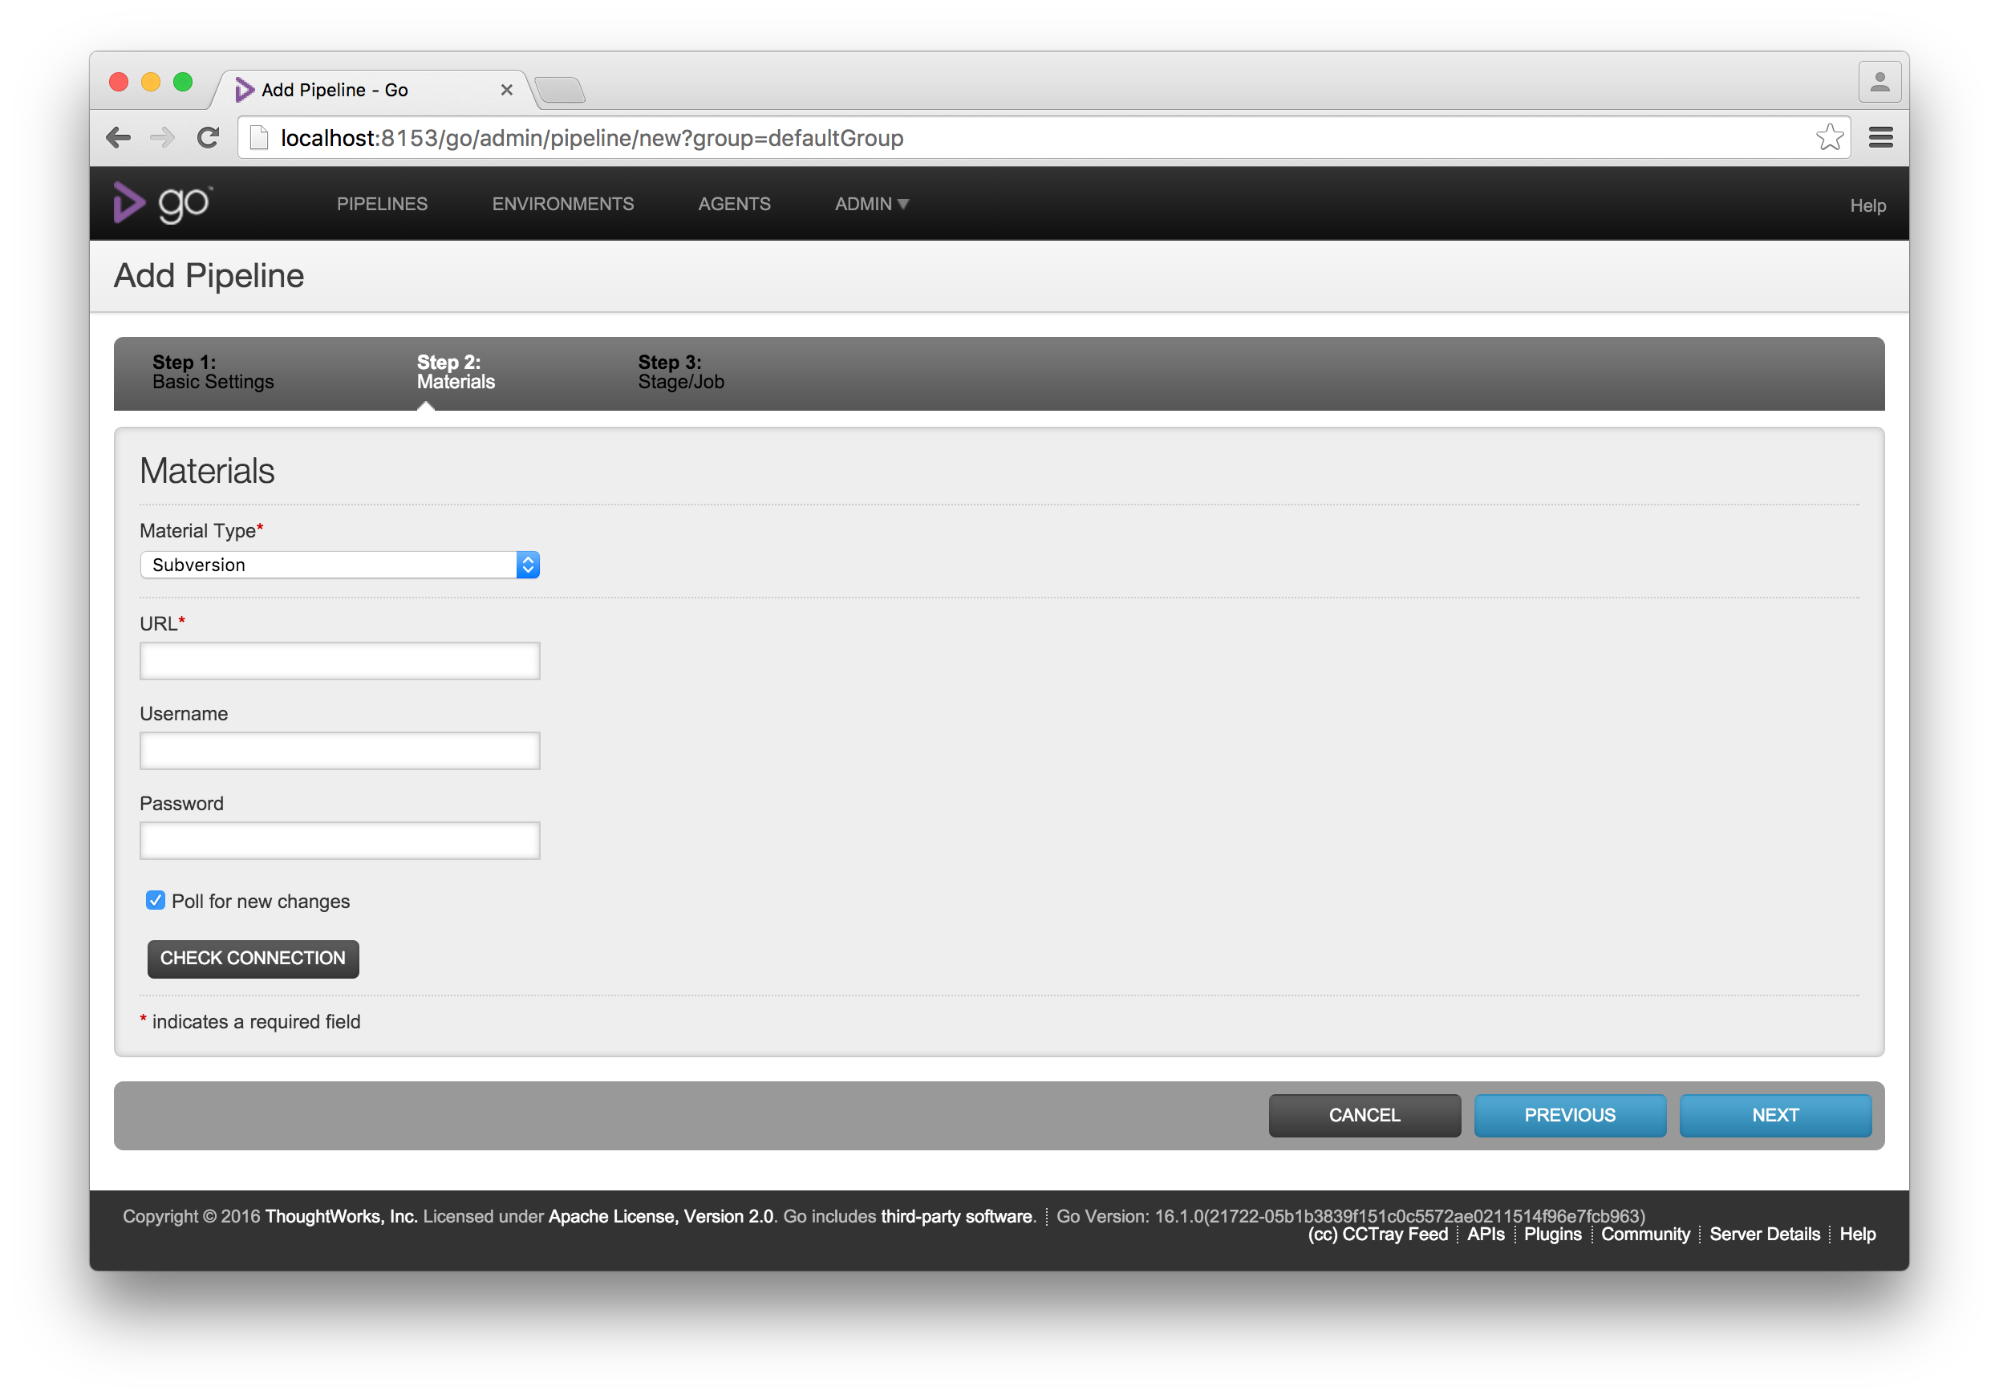 Add Pipeline - Go
localhost:8153/go/admin/pipeline/new?group=defaultGroup
go™ PIPELINES ENVIRONMENTS AGENTS ADMIN Help
Add Pipeline
Step 1: Step 2: Step 3:
Basic Settings Materials Stage/Job
Materials
Material Type*
Subversion
URL*
Username
Password
Poll for new changes
CHECK CONNECTION
* indicates a required field
CANCEL PREVIOUS NEXT
Copyright © 2016 ThoughtWorks, Inc. Licensed under Apache License, Version 2.0. Go includes third-party software. Go Version: 16.1.0(21722-05b1b3839f151c0c5572ae0211514f96e7fcb963)
(cc) CCTray Feed APIs Plugins Community Server Details Help